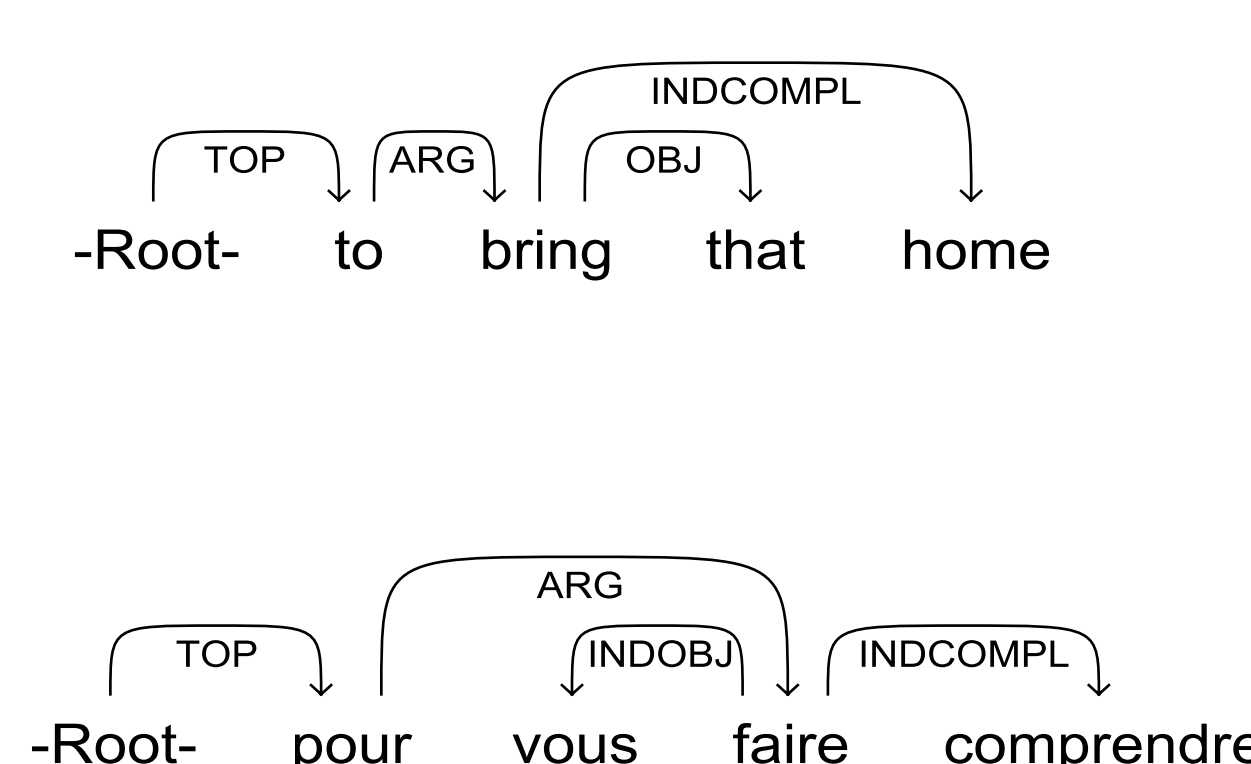 INDCOMPL
TOP ARG OBJ
-Root- to bring that home
ARG
TOP INDOBJ INDCOMPL
-Root- pour vous faire comprendre